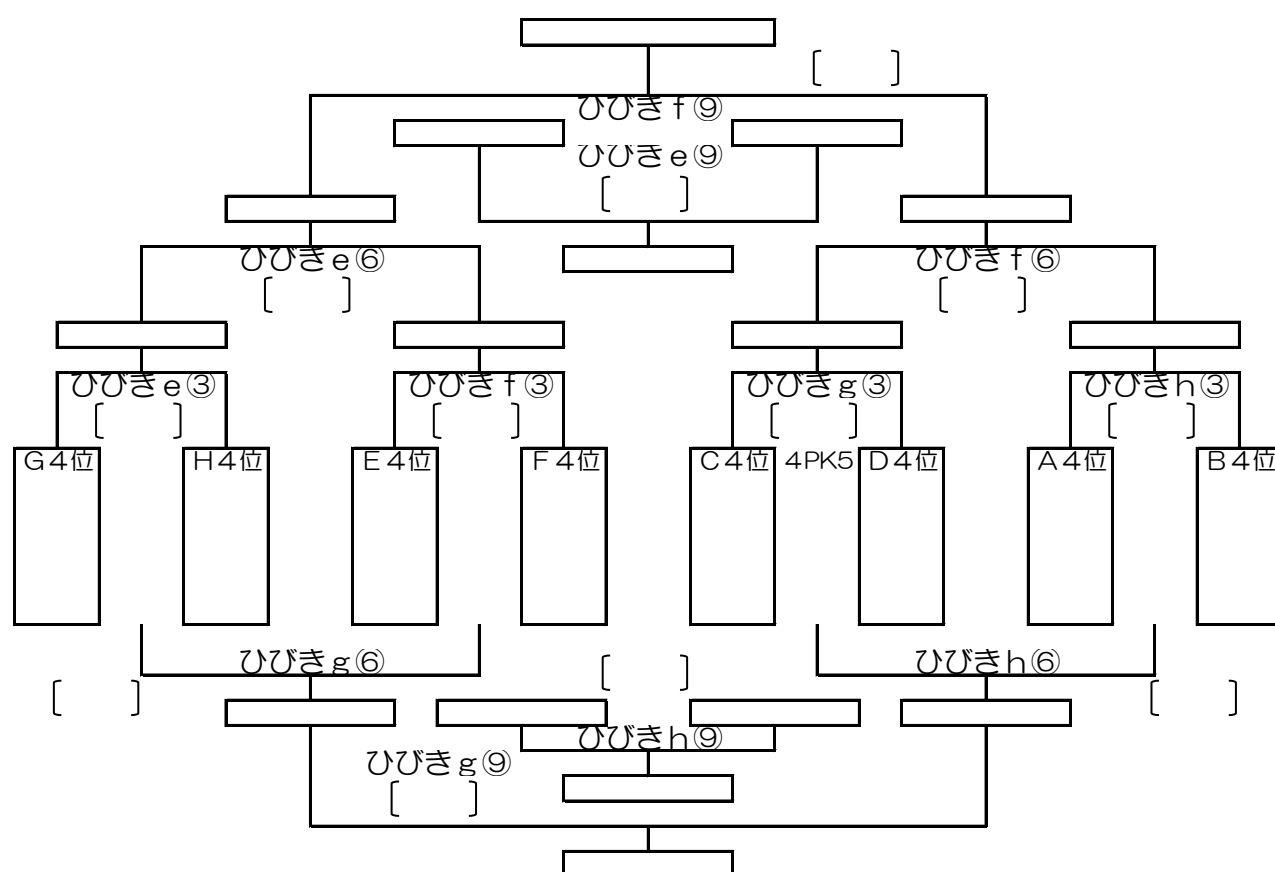 ひびきｆ⑨
ひびきｅ⑨
ひびきｅ⑥ ひびきｆ⑥
ひびきｅ③ ひびきｆ③ ひびきｇ③ ひびきｈ③
Ｇ４位 Ｈ４位 Ｅ４位 Ｆ４位 Ｃ４位 4PK5 Ｄ４位 Ａ４位 Ｂ４位
ひびきｇ⑥ ひびきｈ⑥
ひびきｈ⑨
ひびきｇ⑨